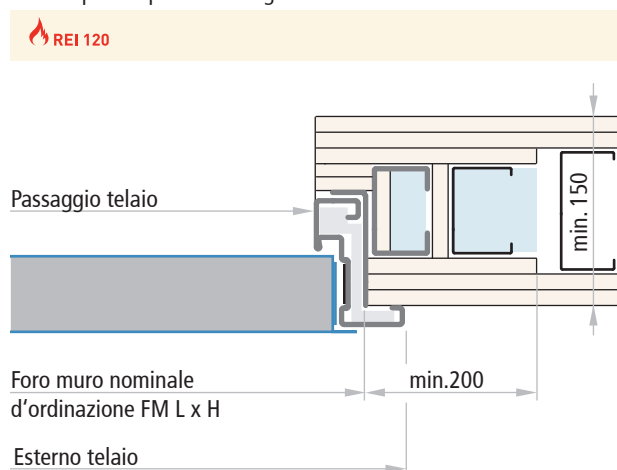 REI 120
Passaggio telaio
min. 150
Foro muro nominale
d'ordinazione FM L x H
min.200
Esterno telaio